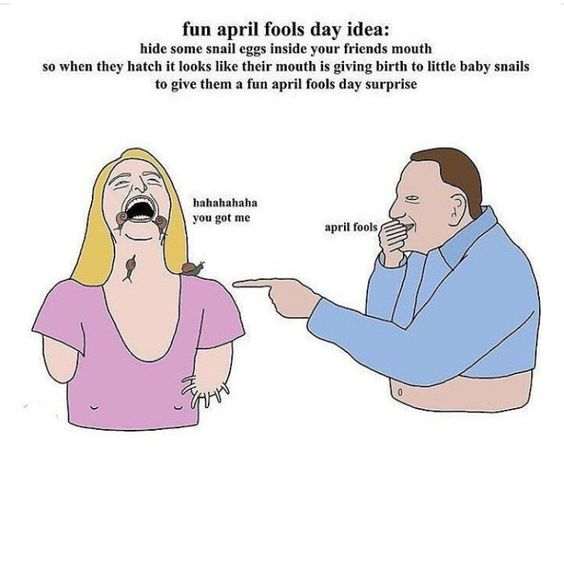 fun april fools day idea:
hide some snail eggs inside your friends mouth
so when they hatch it looks like their mouth is giving birth to little baby snails
to give them a fun april fools day surprise
hahahahaha
you got me
april fools